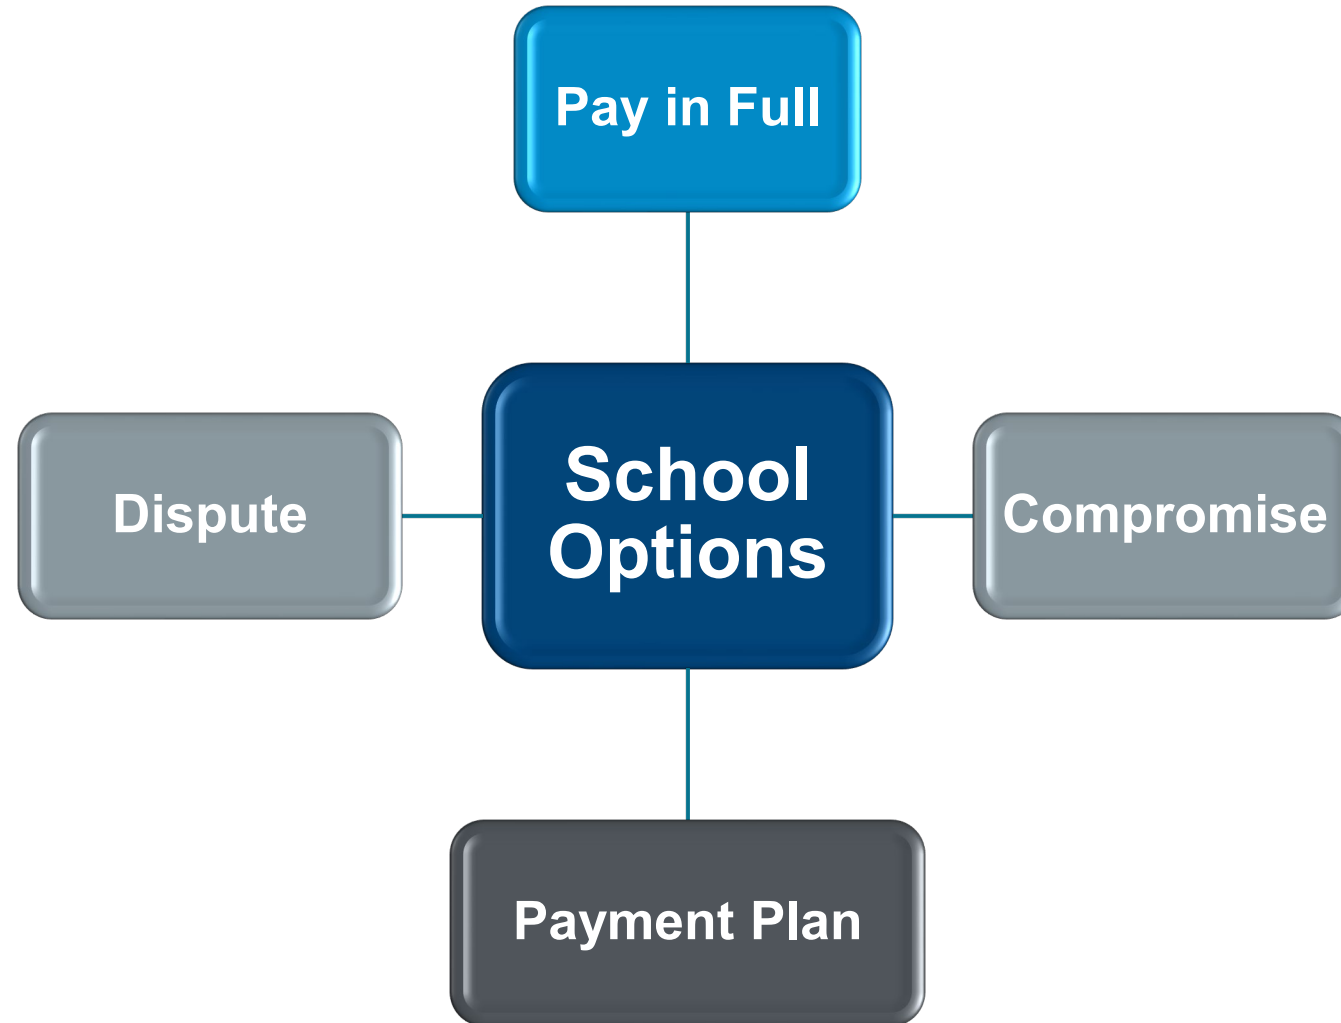 Pay in Full
Dispute
School
Options
Compromise
Payment Plan